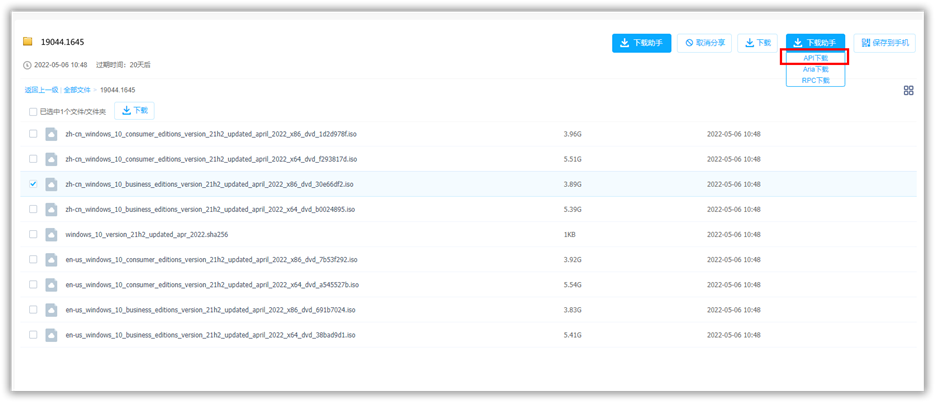 19044.1645
下载助手
取消分享
下载
下载助手
保存到手机
API下载
Aria下载
RPC下载
2022-05-06 10:48 过期时间：20天后
返回上一级 | 全部文件 > 19044.1645
已选中1个文件/文件夹 下载
zh-cn_windows_10_consumer_editions_version_21h2_updated_april_2022_x86_dvd_1d2d978f.iso 3.96G 2022-05-06 10:48
zh-cn_windows_10_consumer_editions_version_21h2_updated_april_2022_x64_dvd_f293817d.iso 5.51G 2022-05-06 10:48
zh-cn_windows_10_business_editions_version_21h2_updated_april_2022_x86_dvd_30e66df2.iso 3.89G 2022-05-06 10:48
zh-cn_windows_10_business_editions_version_21h2_updated_april_2022_x64_dvd_b0024895.iso 5.39G 2022-05-06 10:48
windows_10_version_21h2_updated_apr_2022.sha256 1KB 2022-05-06 10:48
en-us_windows_10_consumer_editions_version_21h2_updated_april_2022_x86_dvd_7b53f292.iso 3.92G 2022-05-06 10:48
en-us_windows_10_consumer_editions_version_21h2_updated_april_2022_x64_dvd_a545527b.iso 5.54G 2022-05-06 10:48
en-us_windows_10_business_editions_version_21h2_updated_april_2022_x86_dvd_691b7024.iso 3.83G 2022-05-06 10:48
en-us_windows_10_business_editions_version_21h2_updated_april_2022_x64_dvd_38bad9d1.iso 5.41G 2022-05-06 10:48